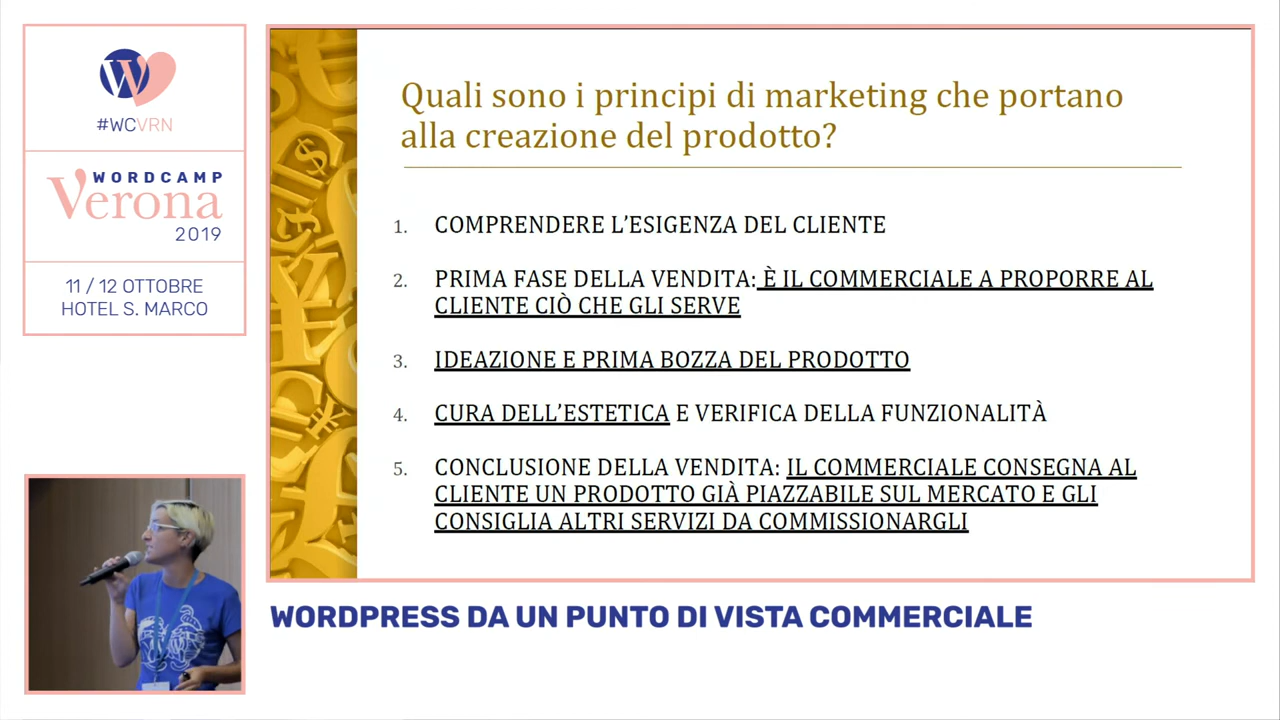 #WCVRN
WORDCAMP
Verona
2019
11 / 12 OTTOBRE
HOTEL S. MARCO
Quali sono i principi di marketing che portano
alla creazione del prodotto?
1. COMPRENDERE L’ESIGENZA DEL CLIENTE
2. PRIMA FASE DELLA VENDITA: È IL COMMERCIALE A PROPORRE AL
CLIENTE CIÒ CHE GLI SERVE
3. IDEAZIONE E PRIMA BOZZA DEL PRODOTTO
4. CURA DELL’ESTETICA E VERIFICA DELLA FUNZIONALITÀ
5. CONCLUSIONE DELLA VENDITA: IL COMMERCIALE CONSEGNA AL
CLIENTE UN PRODOTTO GIÀ PIAZZABILE SUL MERCATO E GLI
CONSIGLIA ALTRI SERVIZI DA COMMISSIONARGLI
WORDPRESS DA UN PUNTO DI VISTA COMMERCIALE